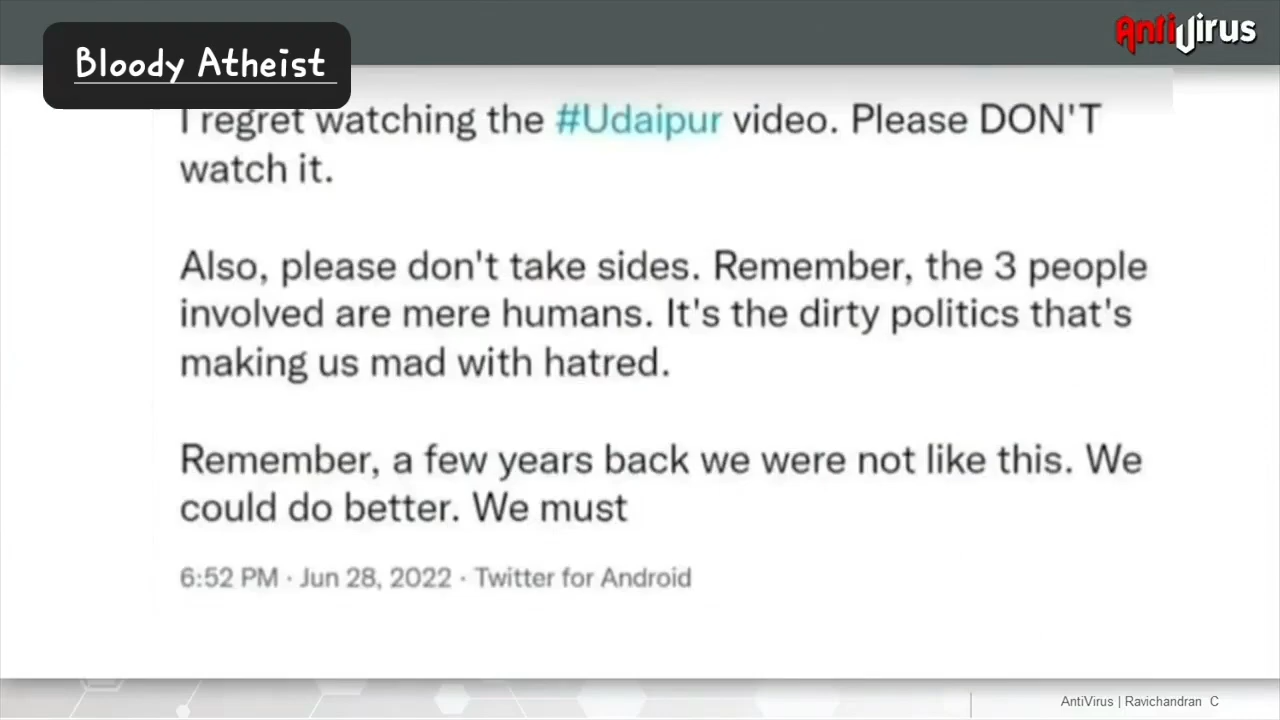 AntiVirus
Bloody Atheist
I regret watching the #Udaipur video. Please DON'T
watch it.
Also, please don't take sides. Remember, the 3 people
involved are mere humans. It's the dirty politics that's
making us mad with hatred.
Remember, a few years back we were not like this. We
could do better. We must
6:52 PM · Jun 28, 2022 · Twitter for Android
AntiVirus | Ravichandran C